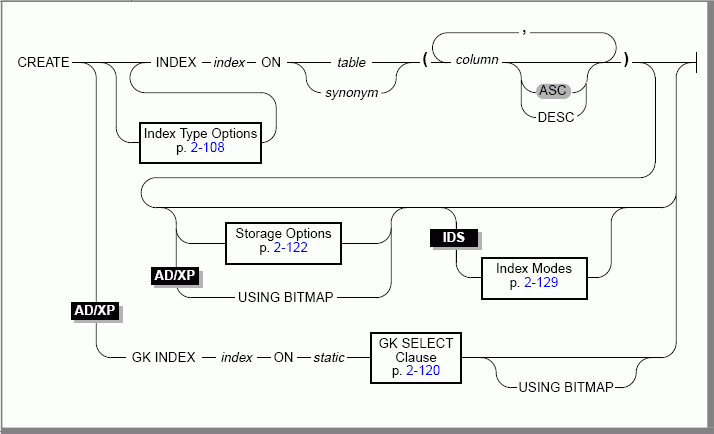 ,
CREATE INDEX index ON table ( column )
synonym ASC
DESC
Index Type Options
p. 2-108
Storage Options
p. 2-122
IDS
AD/XP
Index Modes
p. 2-129
USING BITMAP
AD/XP
GK INDEX index ON static GK SELECT
Clause
p. 2-120
USING BITMAP